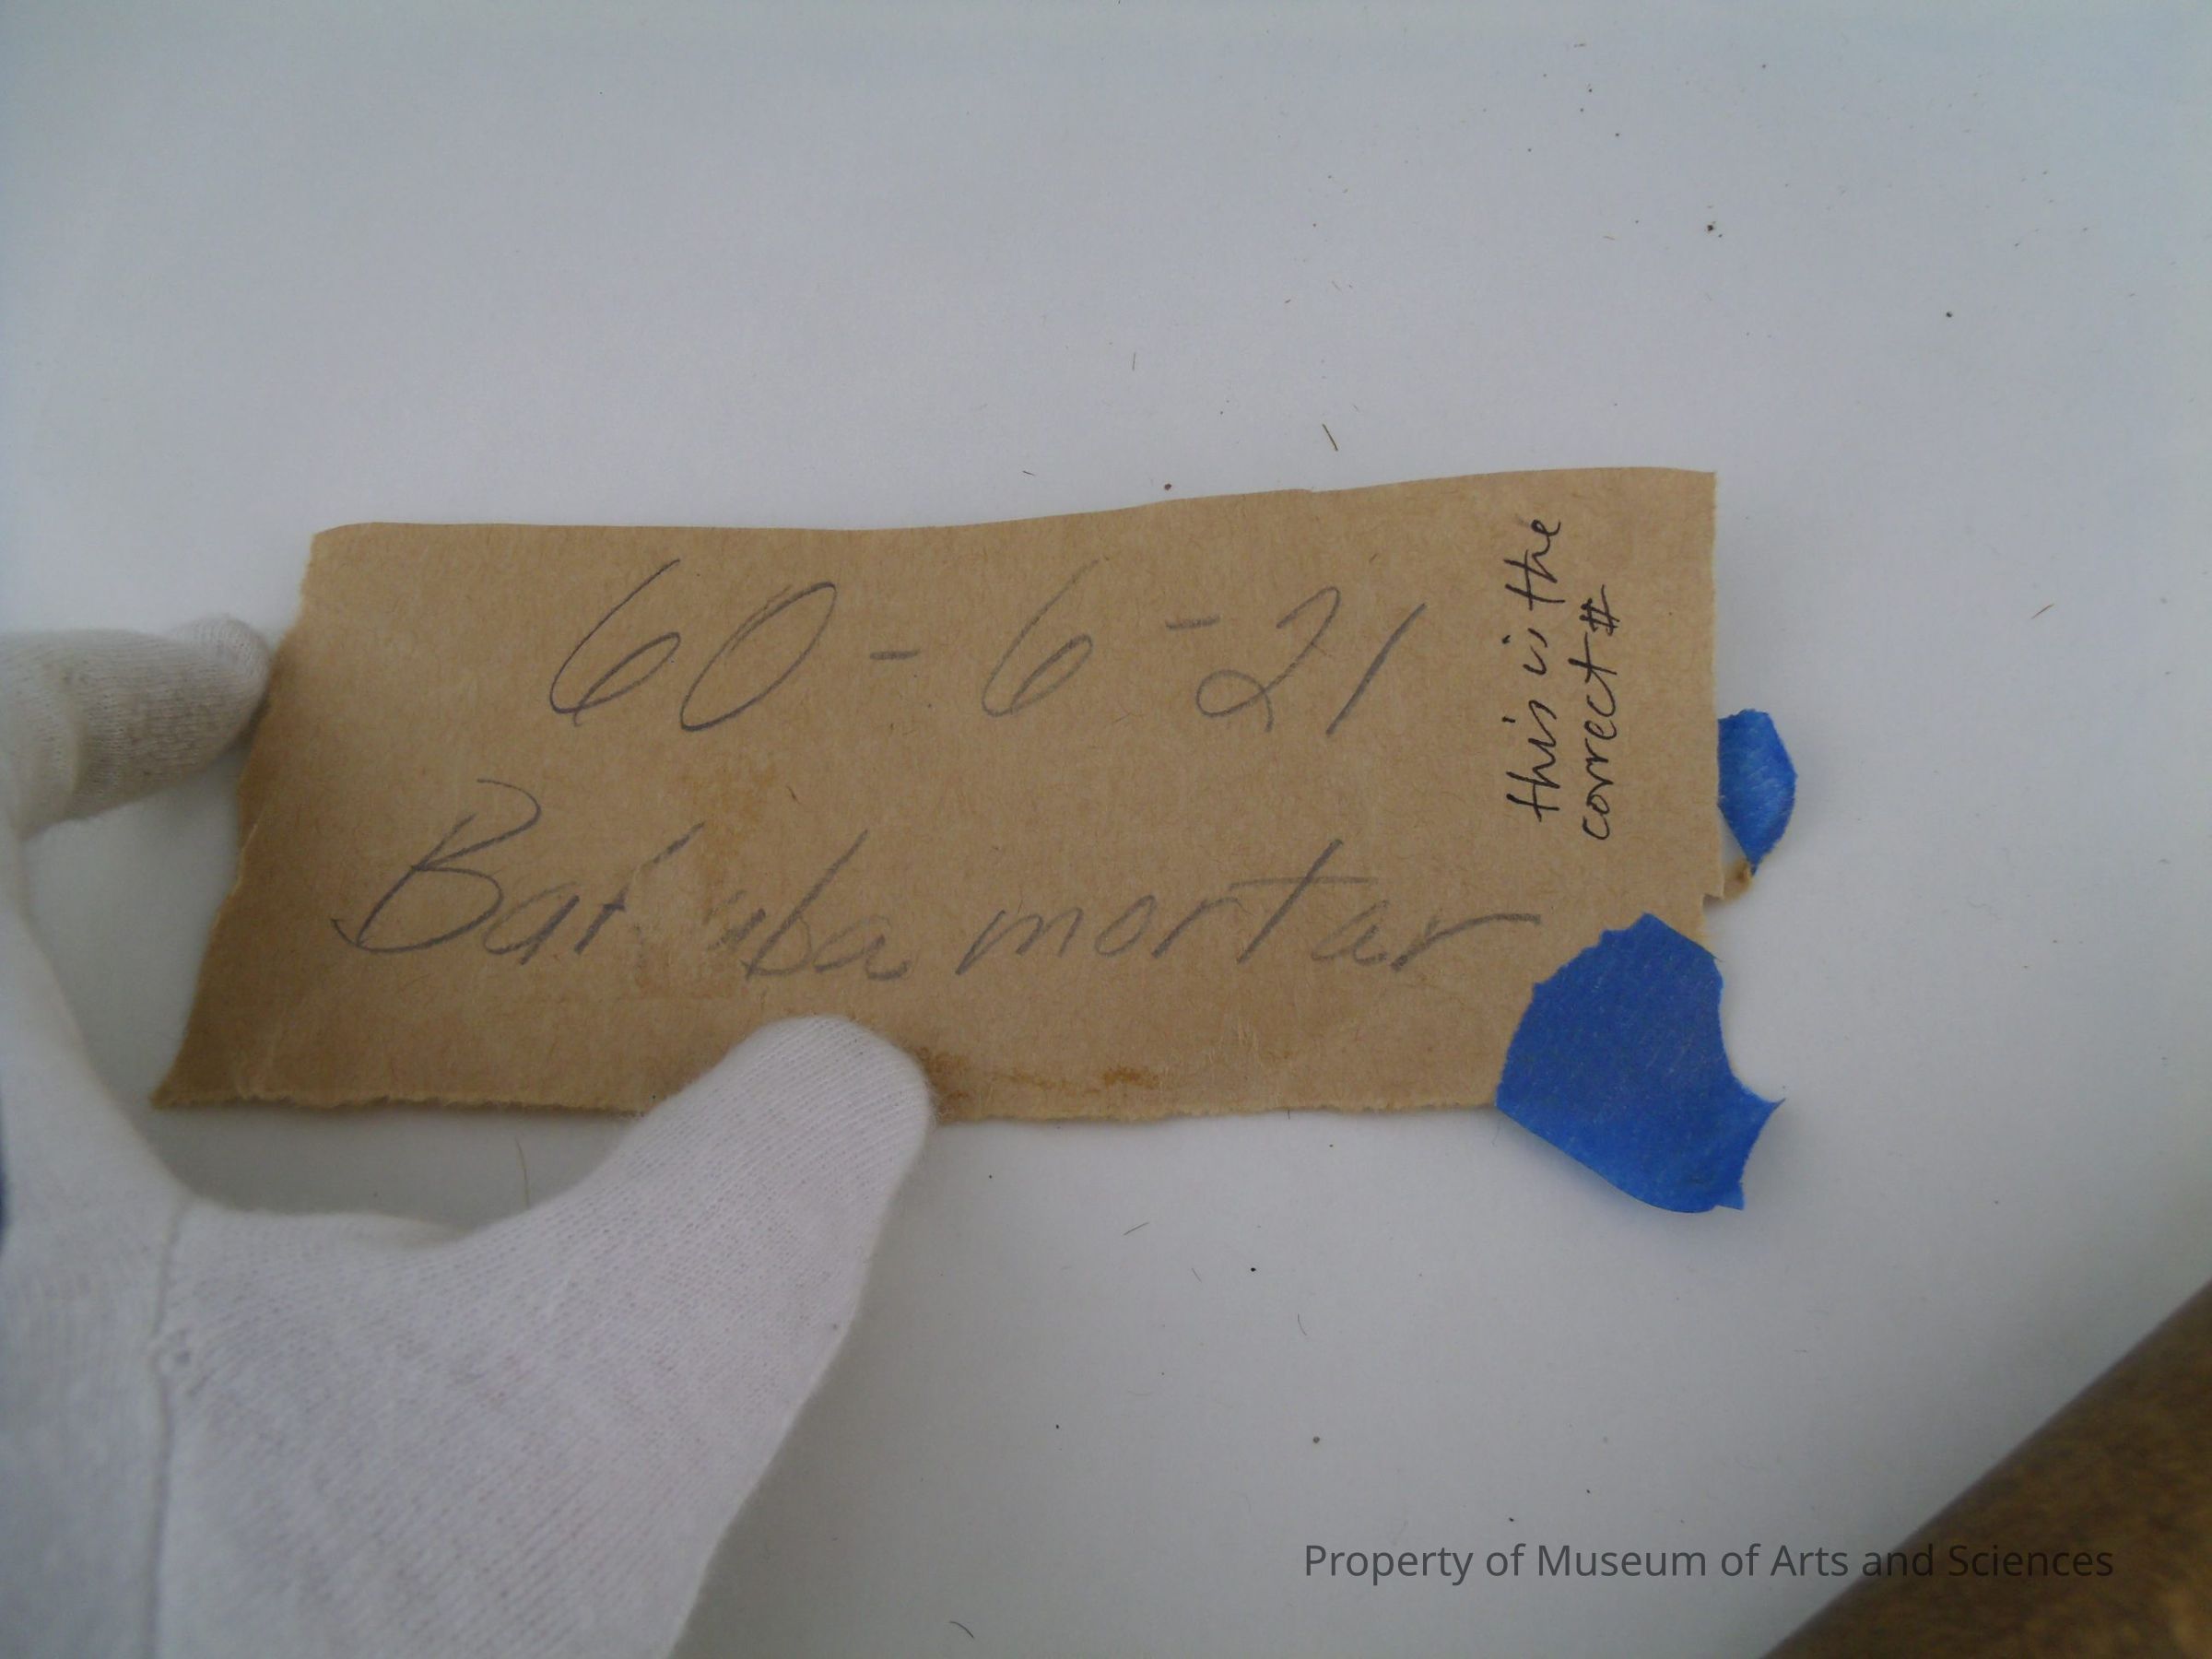 60-6-21
mortar
this is the
correct #
Property of Museum of Arts and Sciences